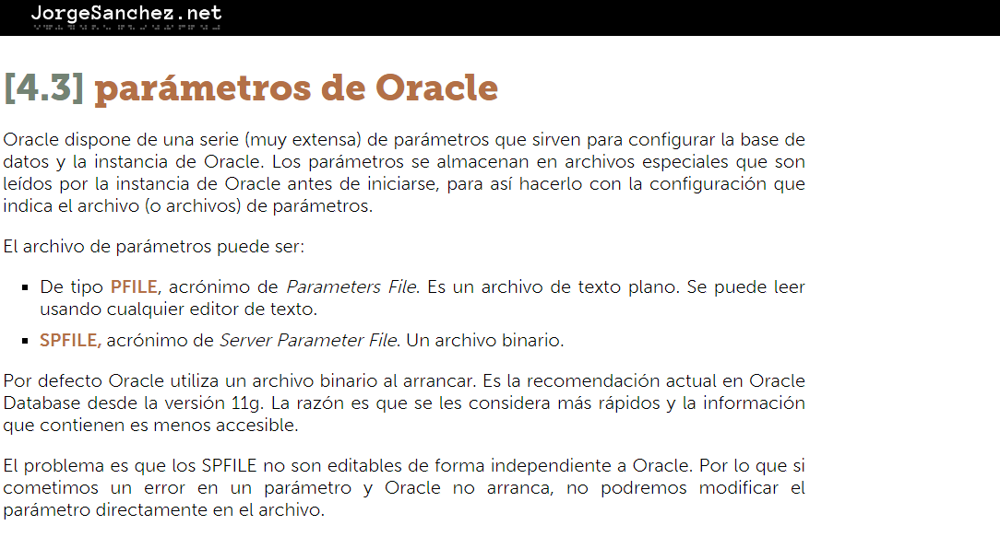 JorgeSanchez.net
[4.3] parámetros de Oracle
Oracle dispone de una serie (muy extensa) de parámetros que sirven para configurar la base de
datos y la instancia de Oracle. Los parámetros se almacenan en archivos especiales que son
leídos por la instancia de Oracle antes de iniciarse, para así hacerlo con la configuración que
indica el archivo (o archivos) de parámetros.
El archivo de parámetros puede ser:
▪ De tipo PFILE, acrónimo de Parameters File. Es un archivo de texto plano. Se puede leer
usando cualquier editor de texto.
▪ SPFILE, acrónimo de Server Parameter File. Un archivo binario.
Por defecto Oracle utiliza un archivo binario al arrancar. Es la recomendación actual en Oracle
Database desde la versión 11g. La razón es que se les considera más rápidos y la información
que contienen es menos accesible.
El problema es que los SPFILE no son editables de forma independiente a Oracle. Por lo que si
cometimos un error en un parámetro y Oracle no arranca, no podremos modificar el
parámetro directamente en el archivo.